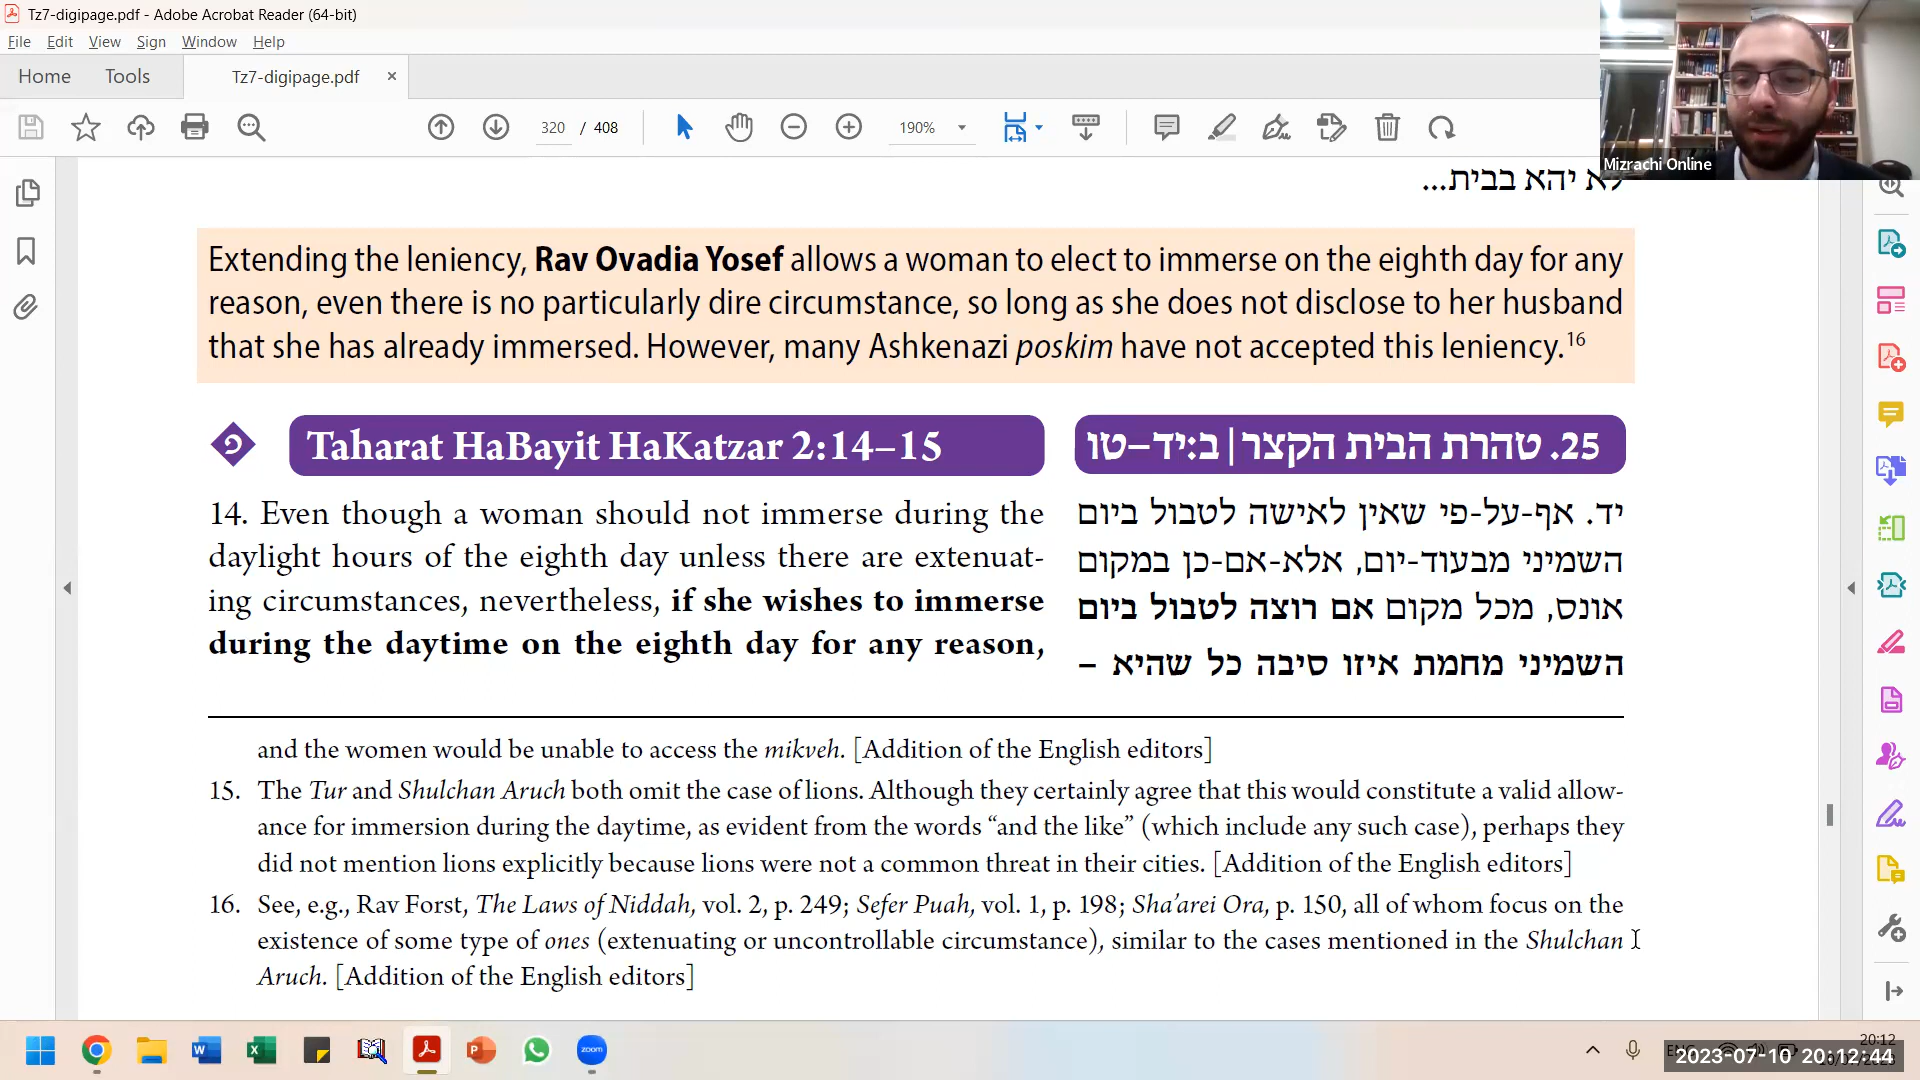 Tz7-digipage.pdf - Adobe Acrobat Reader (64-bit)
File Edit View Sign Window Help
Home Tools Tz7-digipage.pdf ×
320 / 408 190%
Mizrachi Online
לא יהא בבית...
Extending the leniency, Rav Ovadia Yosef allows a woman to elect to immerse on the eighth day for any
reason, even there is no particularly dire circumstance, so long as she does not disclose to her husband
that she has already immersed. However, many Ashkenazi poskim have not accepted this leniency.16
Taharat HaBayit HaKatzar 2:14–15
14. Even though a woman should not immerse during the
daylight hours of the eighth day unless there are extenuat-
ing circumstances, nevertheless, if she wishes to immerse
during the daytime on the eighth day for any reason,
25. טהרת הבית הקצר | ב:יד–טו
יד. אף-על-פי שאין לאישה לטבול ביום
השמיני מבעוד-יום, אלא-אם-כן במקום
אונס, מכל מקום אם רוצה לטבול ביום
השמיני מחמת איזו סיבה כל שהיא –
and the women would be unable to access the mikveh. [Addition of the English editors]
15. The Tur and Shulchan Aruch both omit the case of lions. Although they certainly agree that this would constitute a valid allow-
ance for immersion during the daytime, as evident from the words “and the like” (which include any such case), perhaps they
did not mention lions explicitly because lions were not a common threat in their cities. [Addition of the English editors]
16. See, e.g., Rav Forst, The Laws of Niddah, vol. 2, p. 249; Sefer Puah, vol. 1, p. 198; Sha’arei Ora, p. 150, all of whom focus on the
existence of some type of ones (extenuating or uncontrollable circumstance), similar to the cases mentioned in the Shulchan
Aruch. [Addition of the English editors]
zoom
20:12
2023-07-10 20:12:44